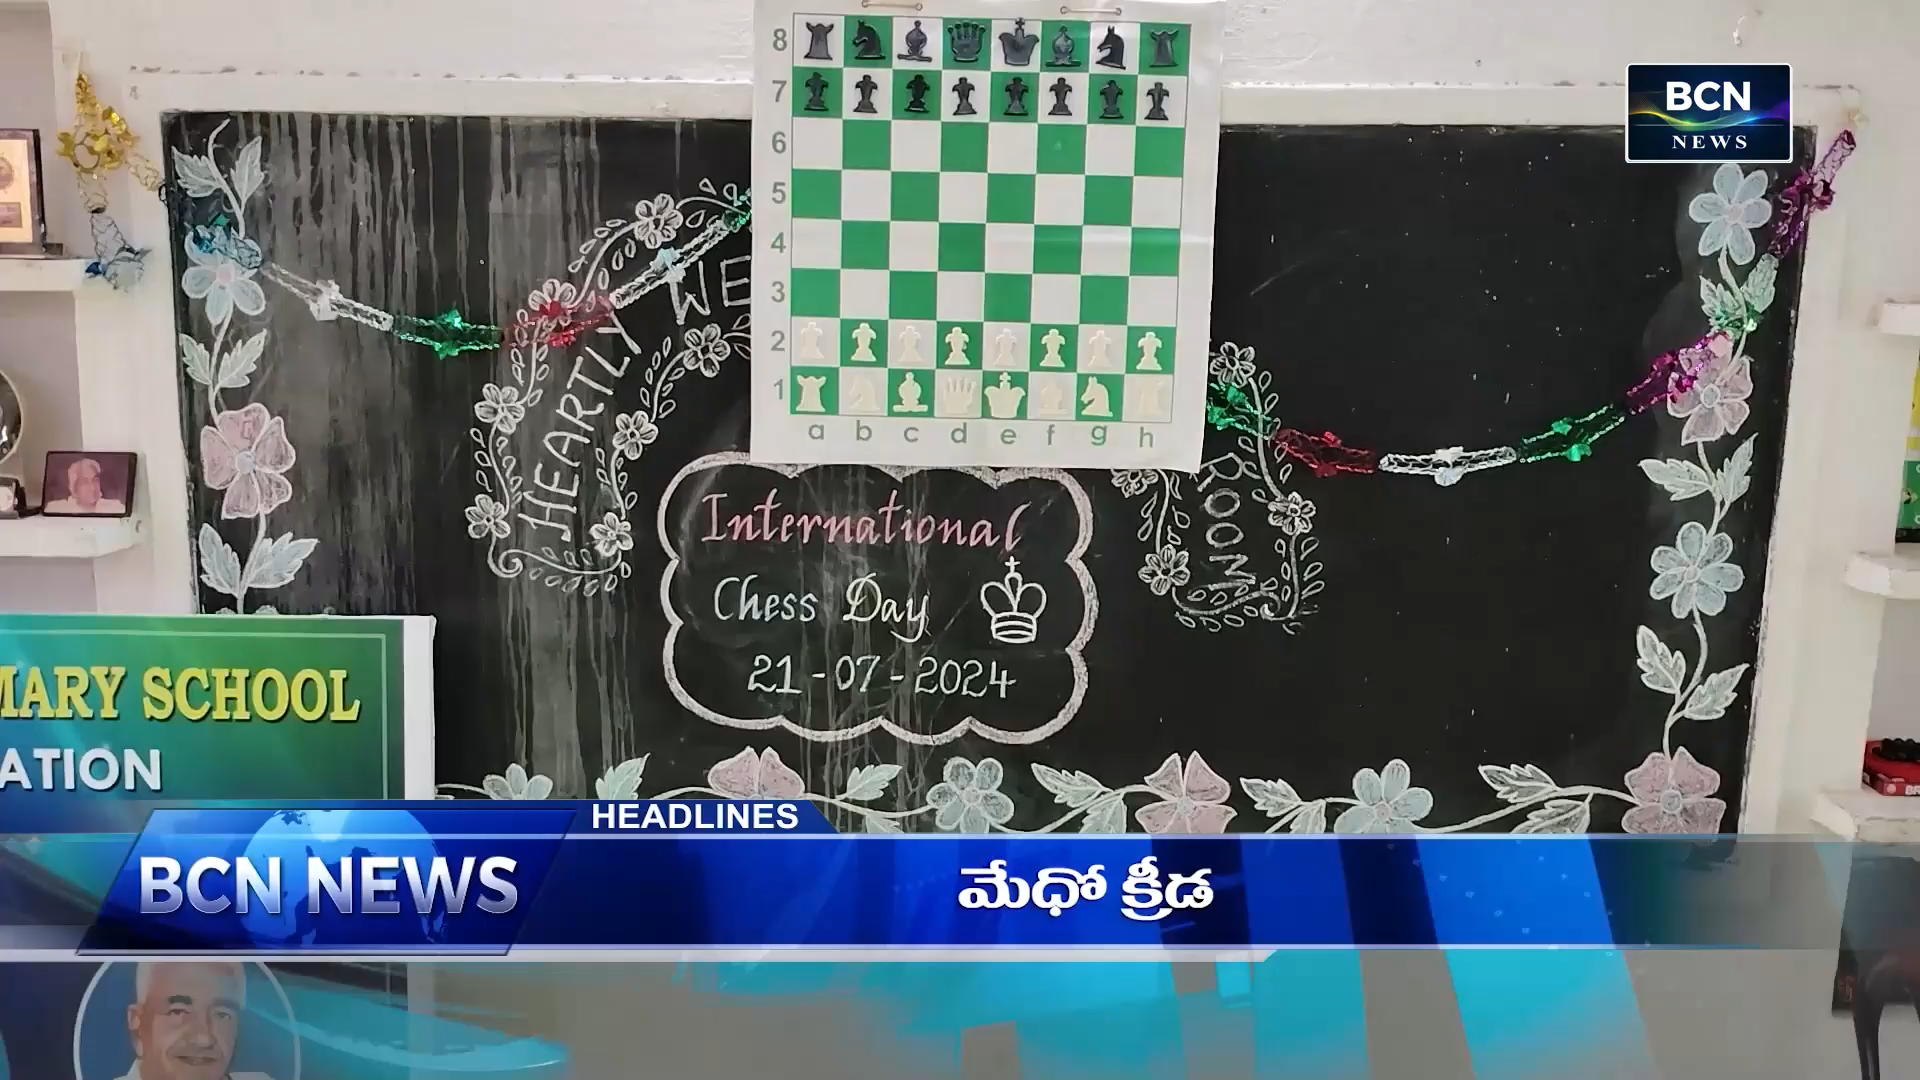 8
7
6
5
4
3
2
1
a b c d e f g h
BCN
NEWS
HEARTLY
WE
ROOM
International
Chess Day
21-07-2024
MARY SCHOOL
ATION
HEADLINES
BCN NEWS
మేధో క్రీడ